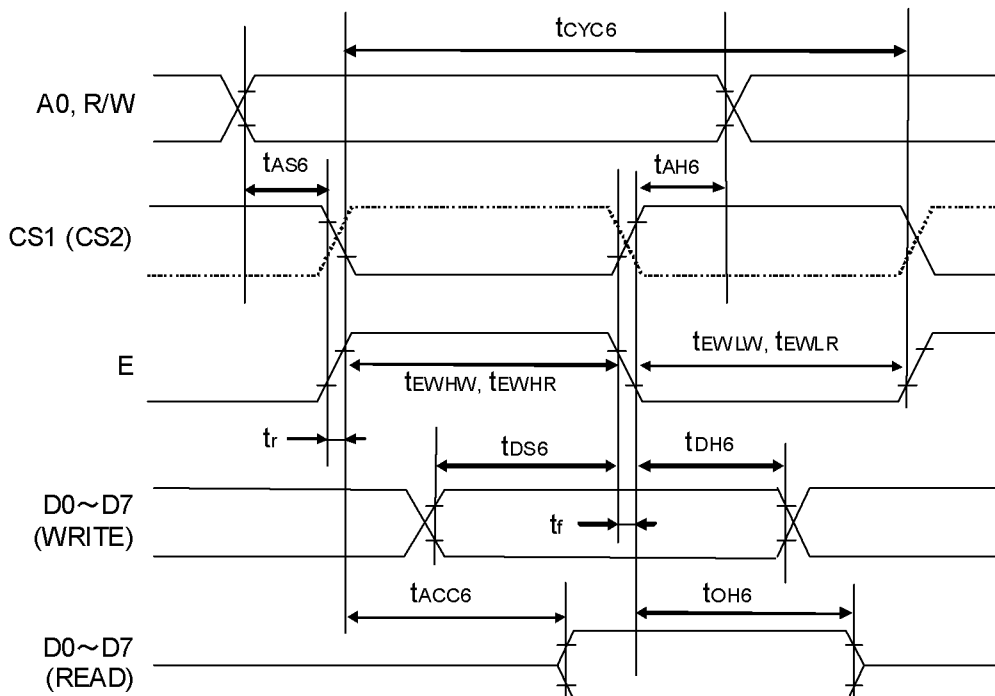 tCYC6
A0, R/W
tAS6
tAH6
CS1 (CS2)
tEWLW, tEWLR
E
tEWHW, tEWHR
tr
tDS6
tDH6
D0～D7
(WRITE)
tf
tACC6
tOH6
D0～D7
(READ)